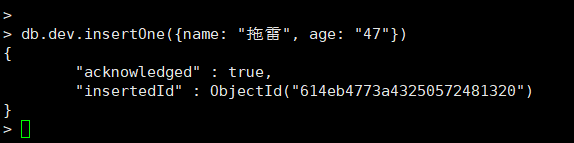 >
> db.dev.insertOne({name: "拖雷", age: "47"})
{
        "acknowledged" : true,
        "insertedId" : ObjectId("614eb4773a43250572481320")
}
>